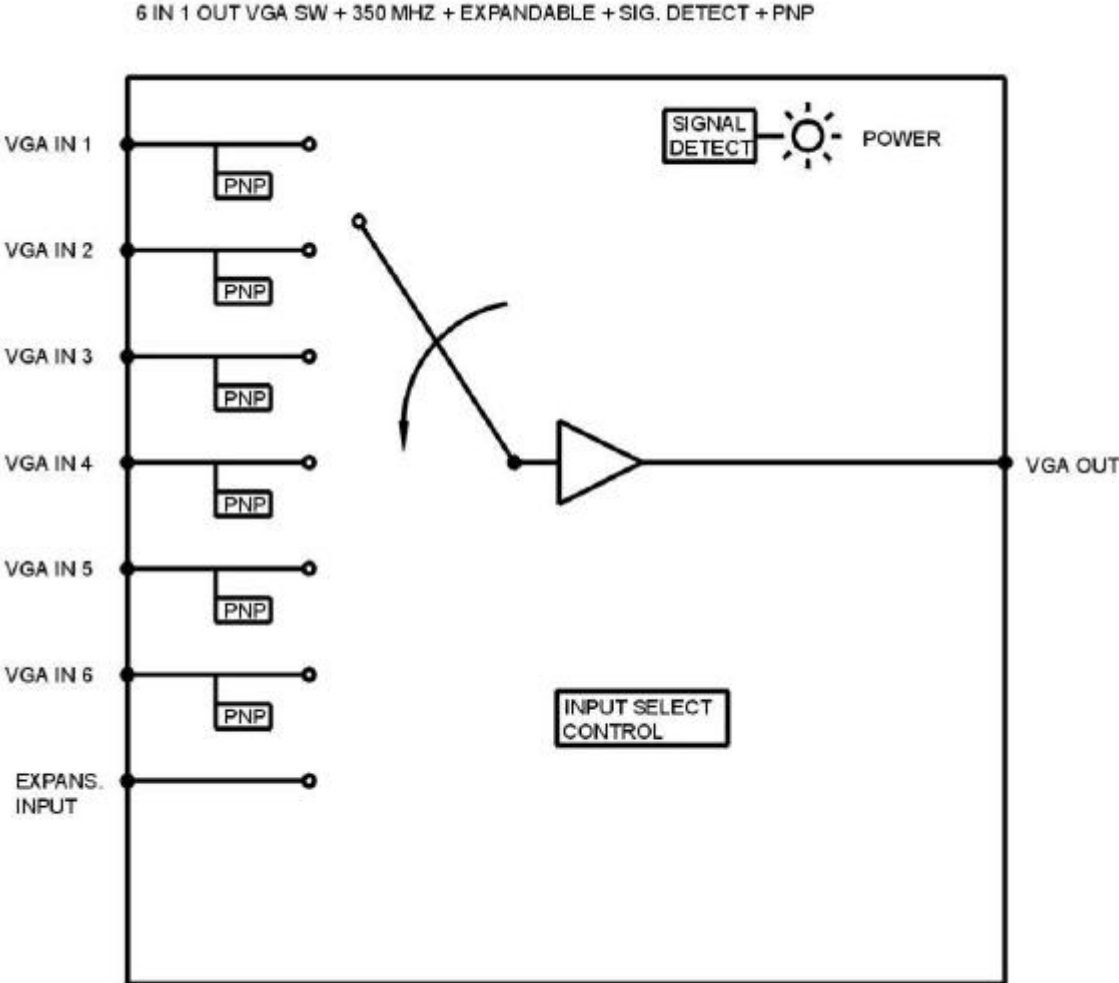 6 IN 1 OUT VGA SW + 350 MHZ + EXPANDABLE + SIG. DETECT + PNP
SIGNAL
DETECT
POWER
VGA IN 1
PNP
VGA IN 2
PNP
VGA IN 3
PNP
VGA IN 4
PNP
VGA OUT
VGA IN 5
PNP
VGA IN 6
PNP
INPUT SELECT
CONTROL
EXPANS.
INPUT